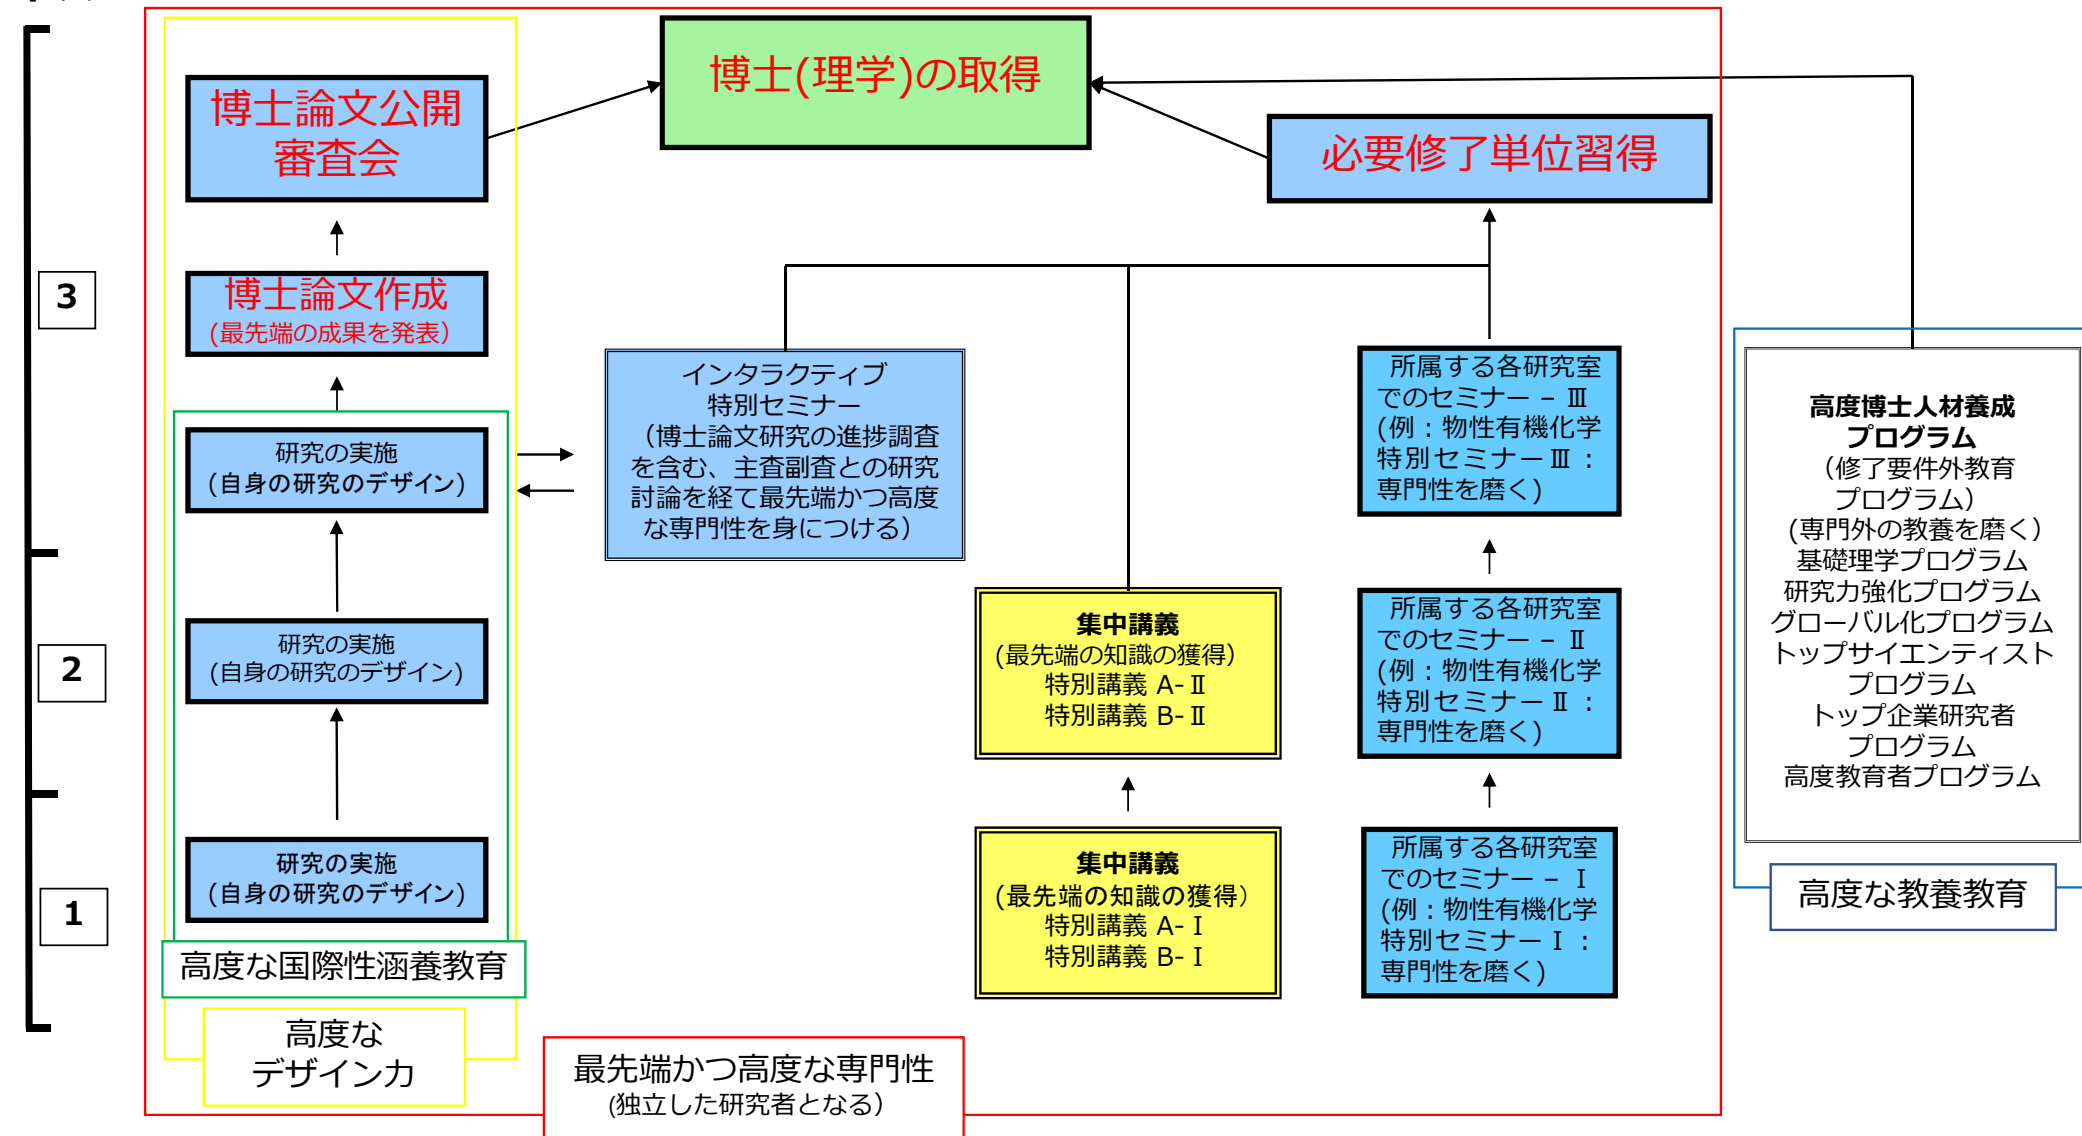 博士(理学)の取得
博士論文公開
審査会
必要修了単位習得
3
博士論文作成
(最先端の成果を発表）
インタラクティブ
特別セミナー
（博士論文研究の進捗調査
を含む、主査副査との研究
討論を経て最先端かつ高度
な専門性を身につける）
所属する各研究室
でのセミナー – Ⅲ
(例：物性有機化学
特別セミナーⅢ：
専門性を磨く)
高度博士人材養成
プログラム
（修了要件外教育
プログラム）
(専門外の教養を磨く）
基礎理学プログラム
研究力強化プログラム
グローバル化プログラム
トップサイエンティスト
プログラム
トップ企業研究者
プログラム
高度教育者プログラム
高度な教養教育
研究の実施
(自身の研究のデザイン)
2
研究の実施
(自身の研究のデザイン)
集中講義
(最先端の知識の獲得）
特別講義 A-Ⅱ
特別講義 B-Ⅱ
所属する各研究室
でのセミナー – Ⅱ
(例：物性有機化学
特別セミナーⅡ：
専門性を磨く)
1
研究の実施
(自身の研究のデザイン)
集中講義
(最先端の知識の獲得）
特別講義 A-Ⅰ
特別講義 B-Ⅰ
所属する各研究室
でのセミナー – Ⅰ
(例：物性有機化学
特別セミナーⅠ：
専門性を磨く)
高度な国際性涵養教育
高度な
デザイン力
最先端かつ高度な専門性
(独立した研究者となる）